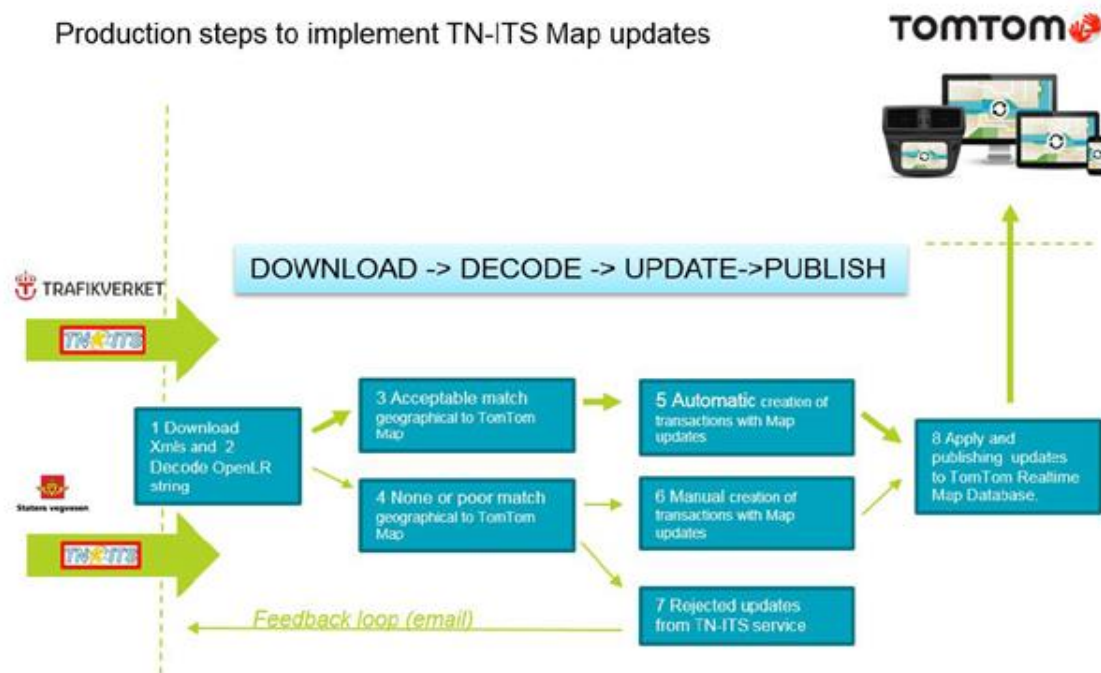 Production steps to implement TN-ITS Map updates
TOMTOM
DOWNLOAD -> DECODE -> UPDATE->PUBLISH
TRAFIKVERKET
TN ITS
3 Acceptable match
geographical to TomTom
Map
5 Automatic creation of
transactions with Map
updates
1 Download
Xmls and 2
Decode OpenLR
string
8 Apply and
publishing updates
to TomTom Realtime
Map Database.
4 None or poor match
geographical to TomTom
Map
6 Manual creation of
transactions with Map
updates
Statens vegvesen
TN ITS
7 Rejected updates
from TN-ITS service
Feedback loop (email)